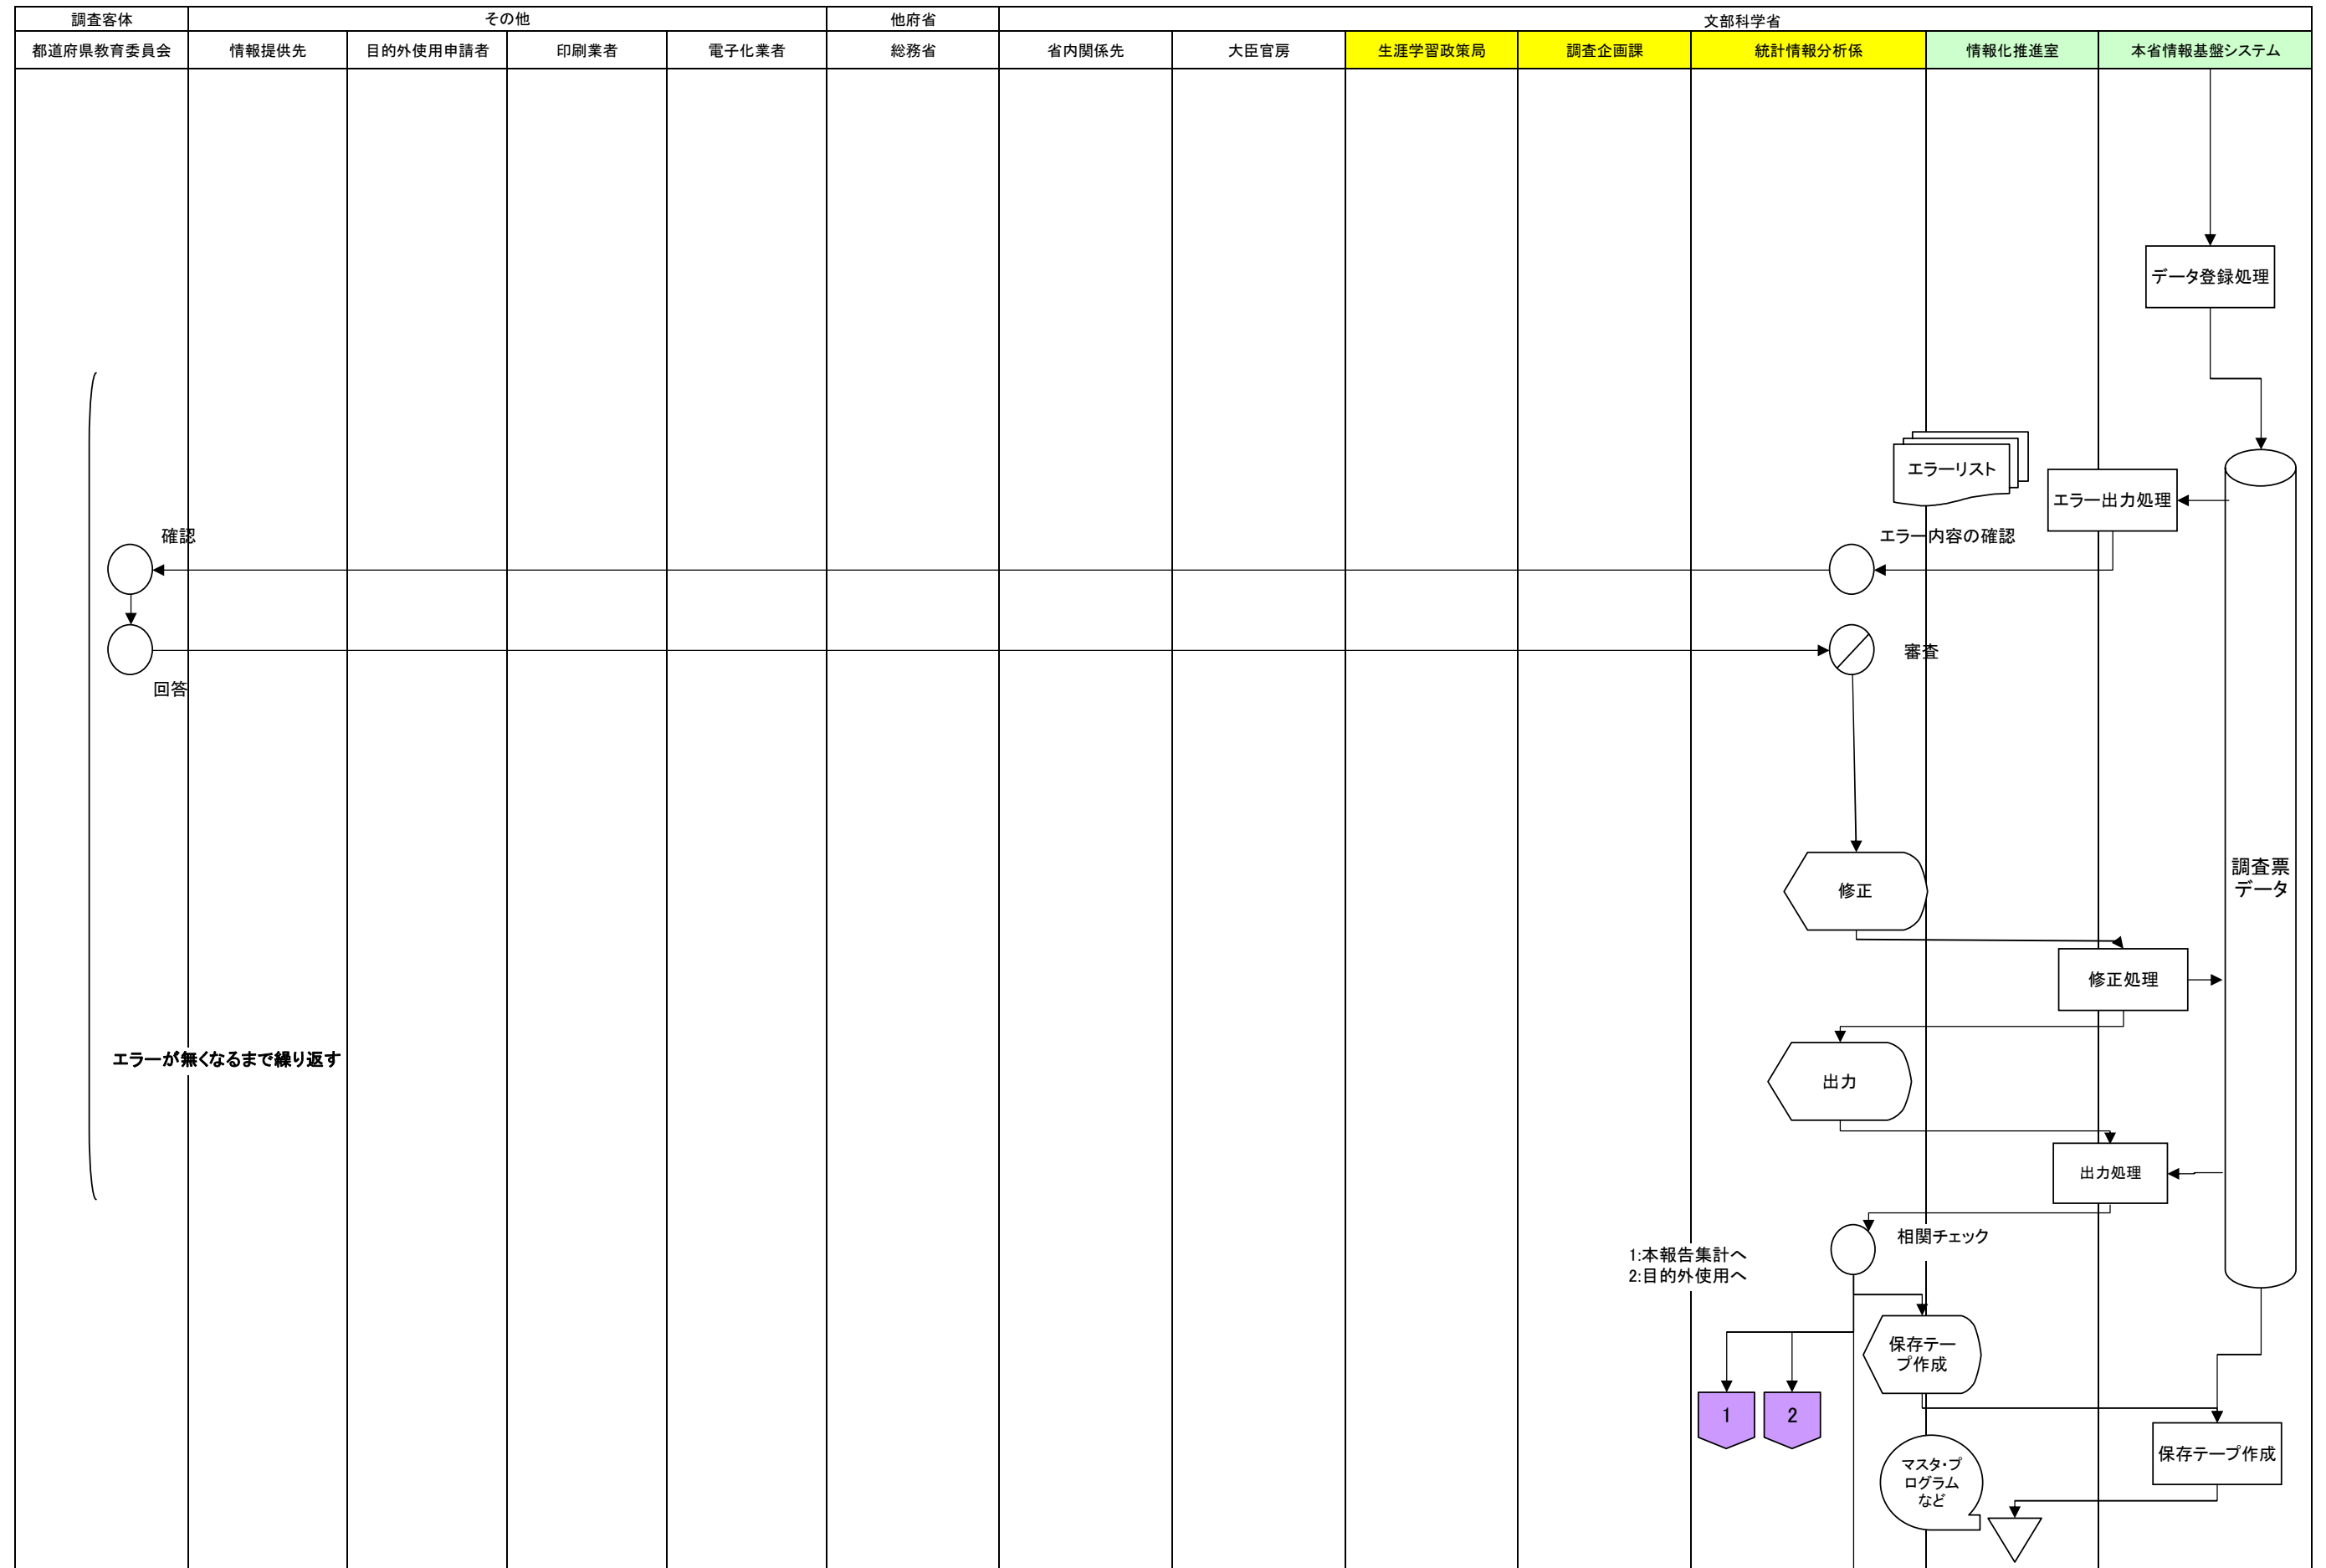 調査客体
その他
他府省
文部科学省
都道府県教育委員会
情報提供先
目的外使用申請者
印刷業者
電子化業者
総務省
省内関係先
大臣官房
生涯学習政策局
調査企画課
統計情報分析係
情報化推進室
本省情報基盤システム
データ登録処理
エラーリスト
エラー出力処理
確認
エラー内容の確認
審査
回答
調査票
データ
修正
修正処理
エラーが無くなるまで繰り返す
出力
出力処理
相関チェック
1:本報告集計へ
2:目的外使用へ
保存テー
プ作成
1
2
保存テープ作成
マスタ・プ
ログラム
など